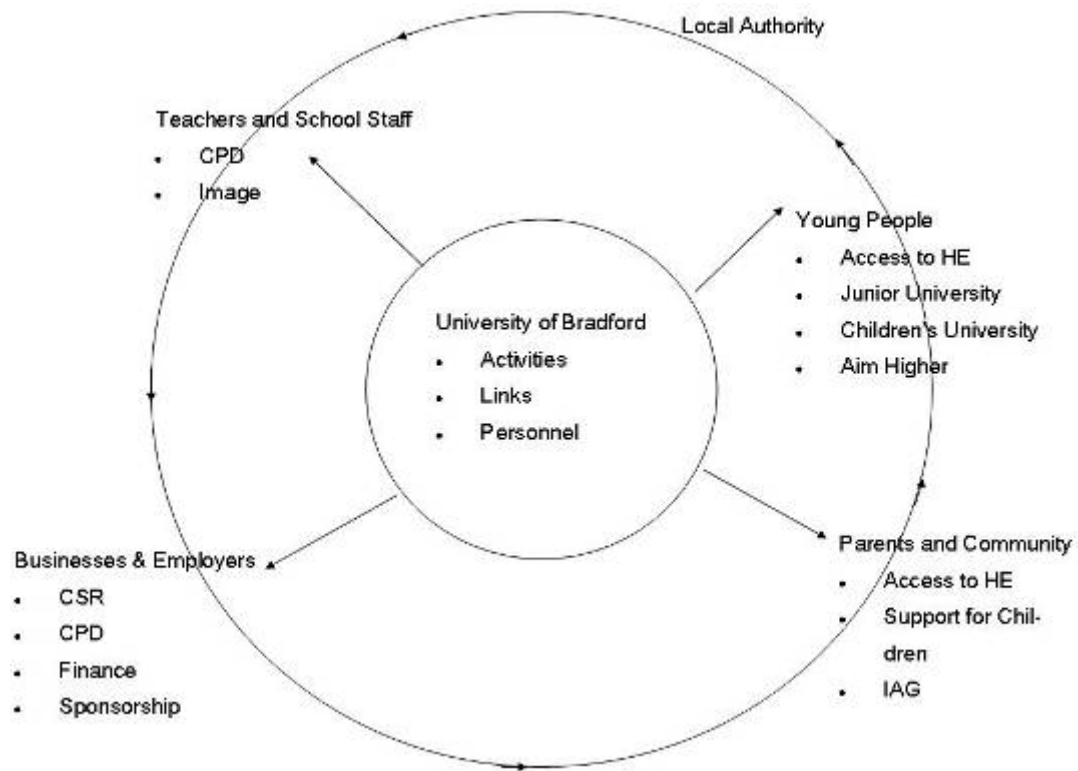 Local Authority
Teachers and School Staff
• CPD
• Image
Young People
• Access to HE
• Junior University
• Children's University
• Aim Higher
University of Bradford
• Activities
• Links
• Personnel
Businesses & Employers
• CSR
• CPD
• Finance
• Sponsorship
Parents and Community
• Access to HE
• Support for Chil-
dren
• IAG